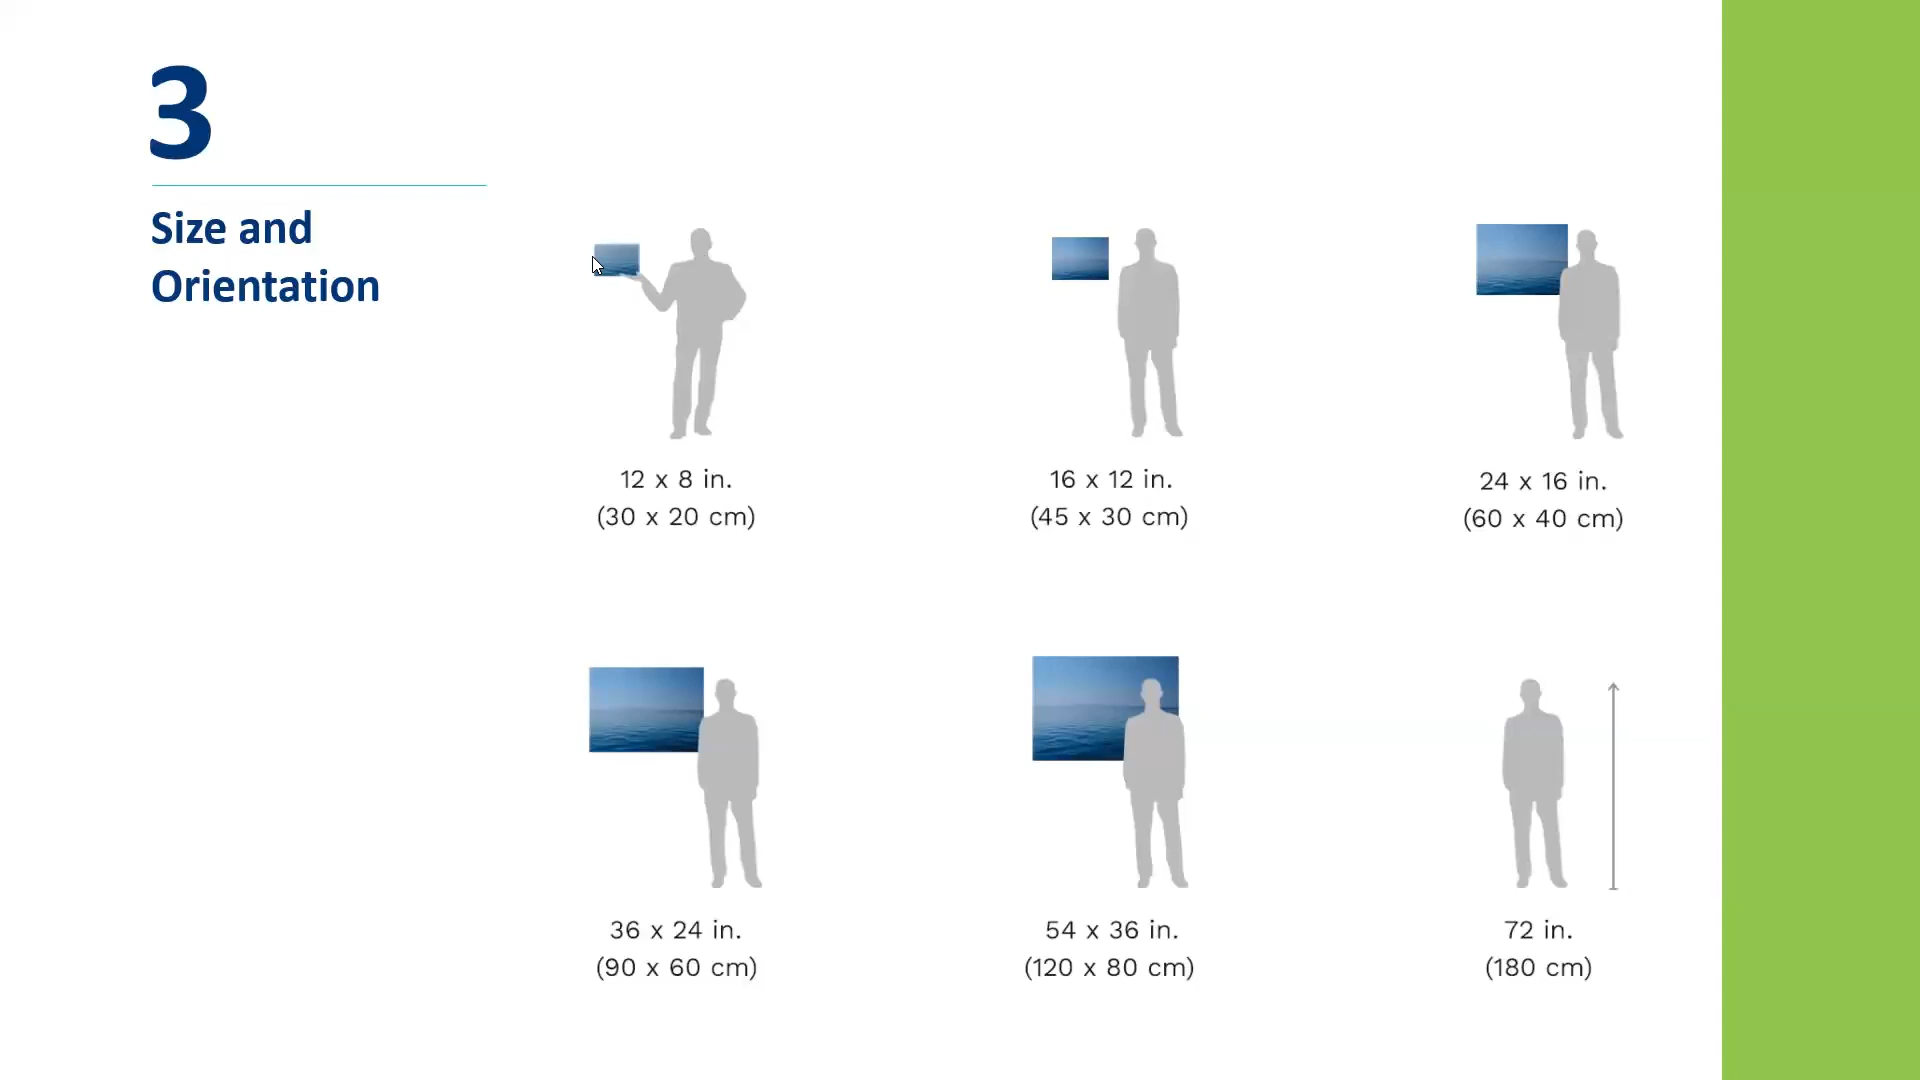 3
Size and
Orientation
12 x 8 in.
(30 x 20 cm)
16 x 12 in.
(45 x 30 cm)
24 x 16 in.
(60 x 40 cm)
36 x 24 in.
(90 x 60 cm)
54 x 36 in.
(120 x 80 cm)
72 in.
(180 cm)